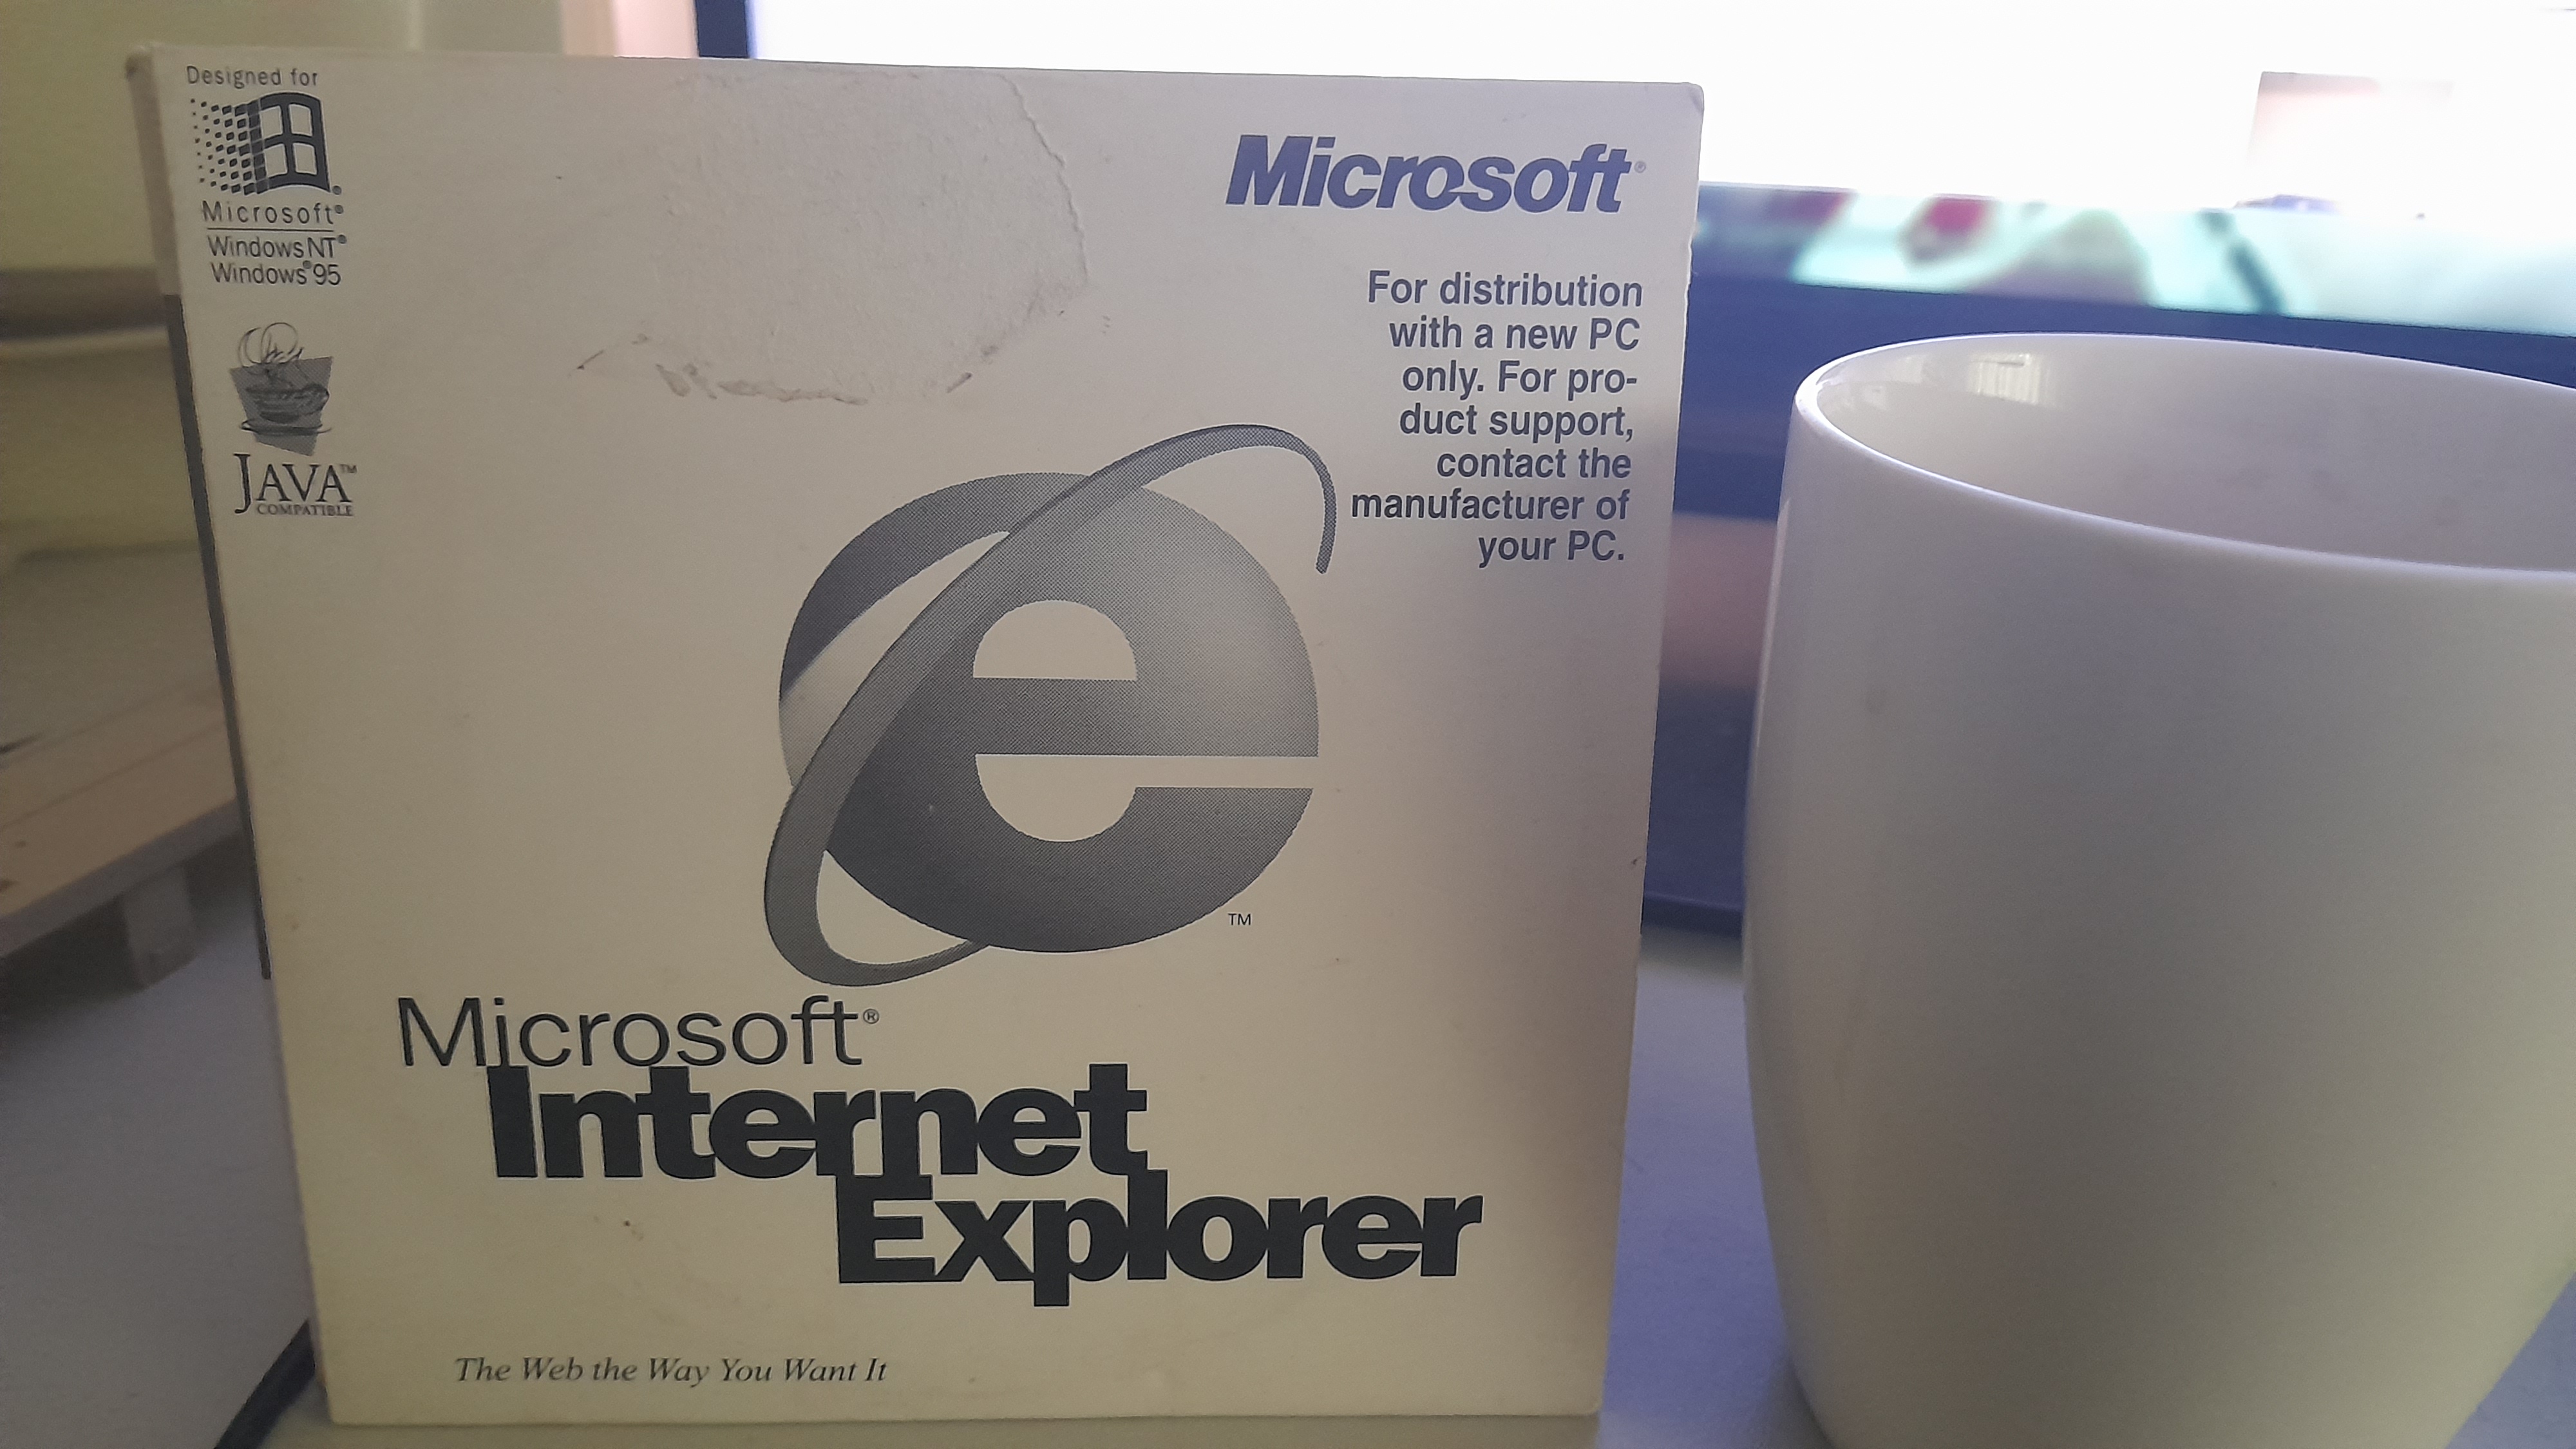 Designed for
Microsoft®
Windows NT®
Windows®95
JAVA™
COMPATIBLE
Microsoft®
For distribution
with a new PC
only. For pro-
duct support,
contact the
manufacturer of
your PC.
e
TM
Microsoft®
Internet
Explorer
The Web the Way You Want It